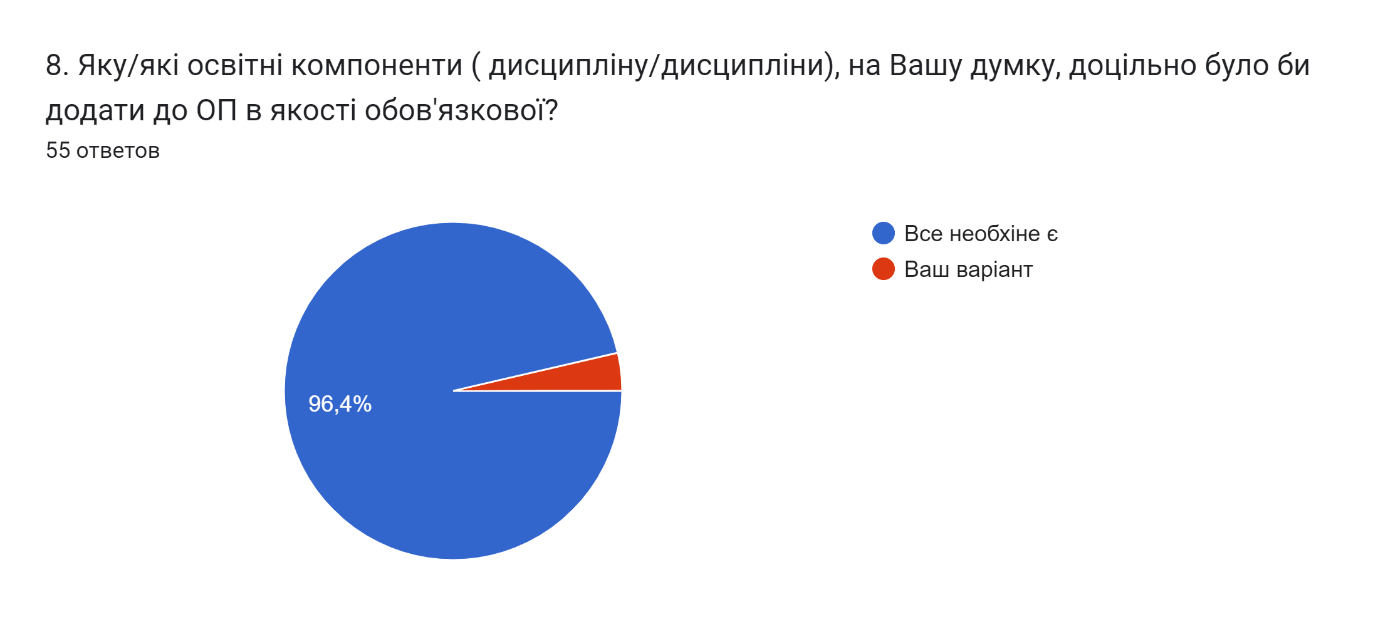 8. Яку/які освітні компоненти ( дисципліну/дисципліни), на Вашу думку, доцільно було би
додати до ОП в якості обов'язкової?
55 ответов
Все необхіне є
Ваш варіант
96,4%